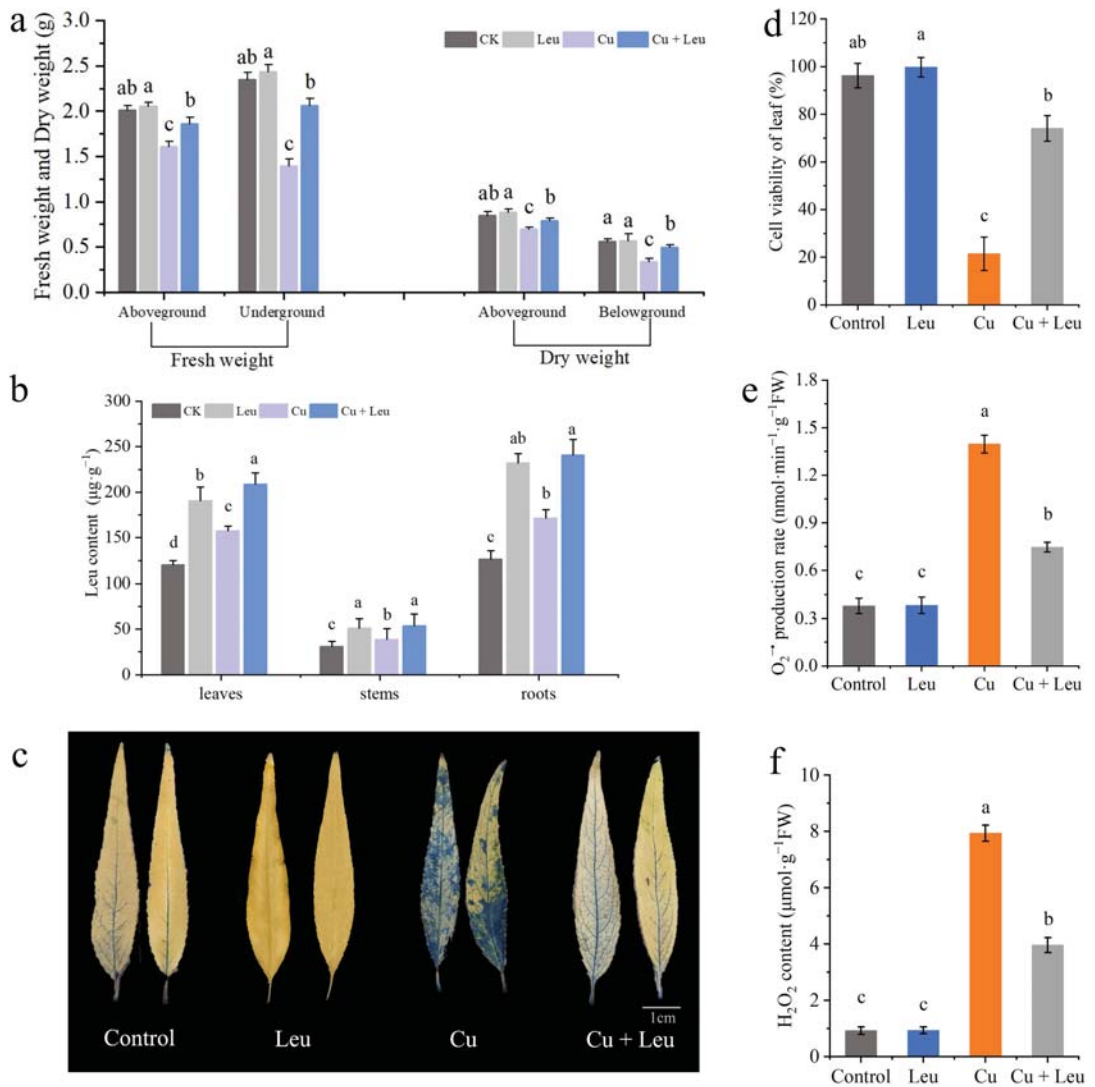 a
Fresh weight and Dry weight (g)
3.0
2.5
2.0
1.5
1.0
0.5
0.0
CK Leu Cu Cu + Leu
ab a c b
ab a c b
ab a c b
a a c b
Aboveground Underground Aboveground Belowground
Fresh weight Dry weight
b
Leu content (μg·g⁻¹)
300
250
200
150
100
50
0
CK Leu Cu Cu + Leu
d b c a
c a b a
c ab b a
leaves stems roots
c
1cm
Control Leu Cu Cu + Leu
d
Cell viability of leaf (%)
120
100
80
60
40
20
0
ab a c b
Control Leu Cu Cu + Leu
e
O₂⁻• production rate (nmol·min⁻¹·g⁻¹FW)
1.8
1.5
1.2
0.9
0.6
0.3
0.0
c c a b
Control Leu Cu Cu + Leu
f
H₂O₂ content (μmol·g⁻¹FW)
10
8
6
4
2
0
c c a b
Control Leu Cu Cu + Leu